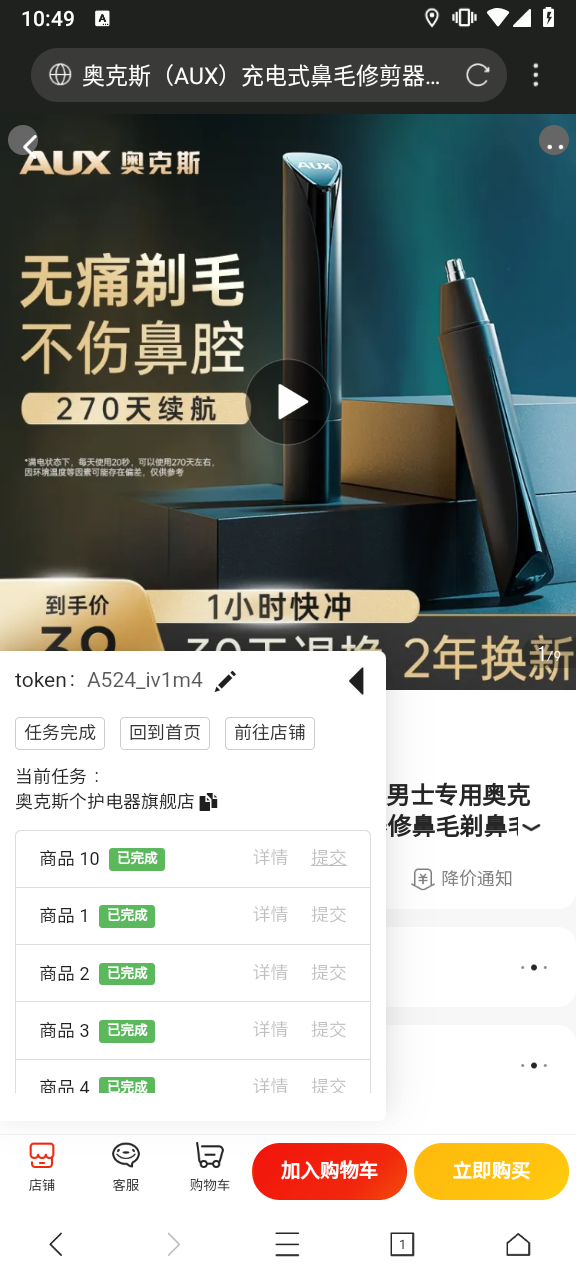 10:49
A
奥克斯（AUX）充电式鼻毛修剪器...
AUX 奥克斯
AUX
无痛剃毛
不伤鼻腔
270天续航
*满电状态下，每天使用20秒，可以使用270天左右，
因环境温度等因素可能存在偏差，仅供参考
到手价
1小时快冲
39
30天退换
2年换新
1/9
token： A524_iv1m4
任务完成 回到首页 前往店铺
当前任务：
奥克斯个护电器旗舰店
男士专用奥克
修鼻毛剃鼻毛
降价通知
商品 10 已完成 详情 提交
商品 1 已完成 详情 提交
商品 2 已完成 详情 提交
商品 3 已完成 详情 提交
商品 4 已完成 详情 提交
店铺 客服 购物车 加入购物车 立即购买
1